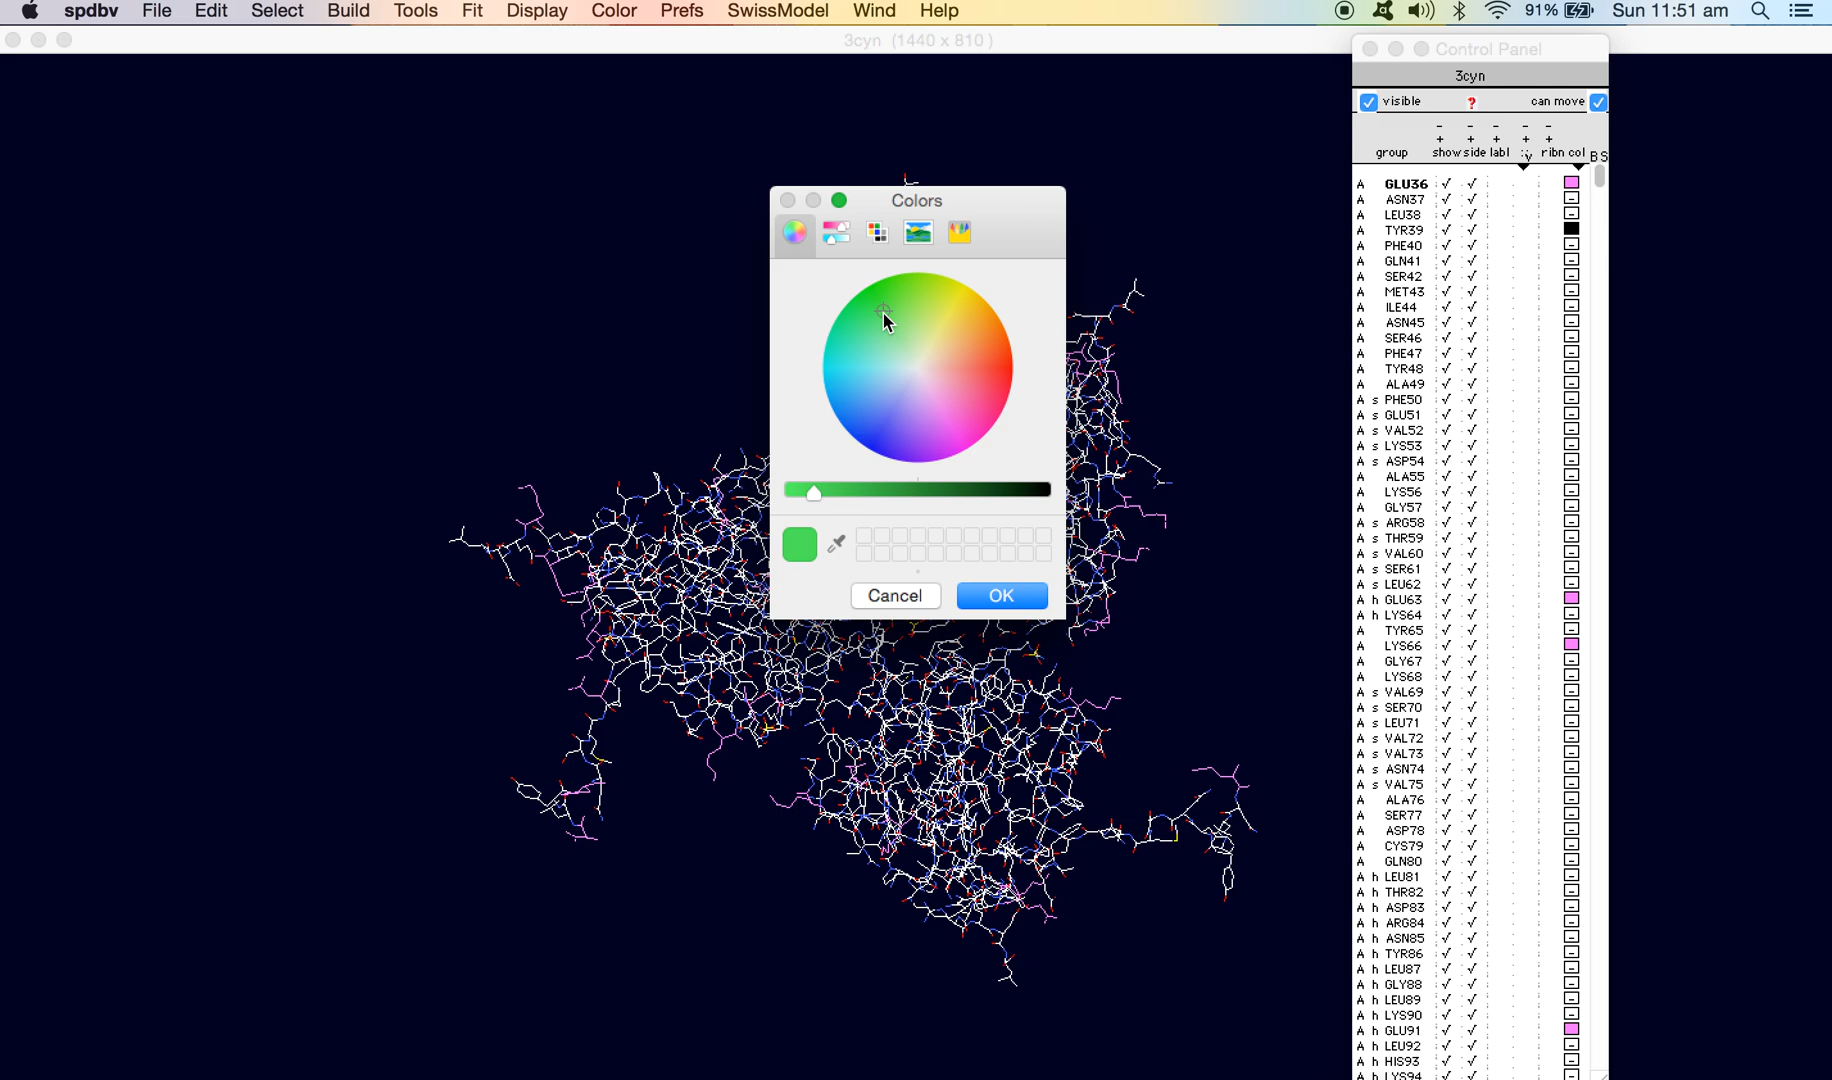 spdbv File Edit Select Build Tools Fit Display Color Prefs SwissModel Wind Help 91% Sun 11:51 am
3cyn (1440 x 810)
Control Panel
3cyn
visible ? can move
- - - - -
+ + + + +
group show side labl ribn col B S
A GLU36 ✓ ✓
A ASN37 ✓ ✓
A LEU38 ✓ ✓
A TYR39 ✓ ✓
A PHE40 ✓ ✓
A GLN41 ✓ ✓
A SER42 ✓ ✓
A MET43 ✓ ✓
A ILE44 ✓ ✓
A ASN45 ✓ ✓
A SER46 ✓ ✓
A PHE47 ✓ ✓
A TYR48 ✓ ✓
A ALA49 ✓ ✓
A s PHE50 ✓ ✓
A s GLU51 ✓ ✓
A s VAL52 ✓ ✓
A s LYS53 ✓ ✓
A s ASP54 ✓ ✓
A ALA55 ✓ ✓
A LYS56 ✓ ✓
A GLY57 ✓ ✓
A s ARG58 ✓ ✓
A s THR59 ✓ ✓
A s VAL60 ✓ ✓
A s SER61 ✓ ✓
A s LEU62 ✓ ✓
A h GLU63 ✓ ✓
A h LYS64 ✓ ✓
A TYR65 ✓ ✓
A LYS66 ✓ ✓
A GLY67 ✓ ✓
A LYS68 ✓ ✓
A s VAL69 ✓ ✓
A s SER70 ✓ ✓
A s LEU71 ✓ ✓
A s VAL72 ✓ ✓
A s VAL73 ✓ ✓
A s ASN74 ✓ ✓
A s VAL75 ✓ ✓
A ALA76 ✓ ✓
A SER77 ✓ ✓
A ASP78 ✓ ✓
A CYS79 ✓ ✓
A GLN80 ✓ ✓
A h LEU81 ✓ ✓
A h THR82 ✓ ✓
A h ASP83 ✓ ✓
A h ARG84 ✓ ✓
A h ASN85 ✓ ✓
A h TYR86 ✓ ✓
A h LEU87 ✓ ✓
A h GLY88 ✓ ✓
A h LEU89 ✓ ✓
A h LYS90 ✓ ✓
A h GLU91 ✓ ✓
A h LEU92 ✓ ✓
A h HIS93 ✓ ✓
A h LYS94 ✓ ✓
Colors
Cancel OK